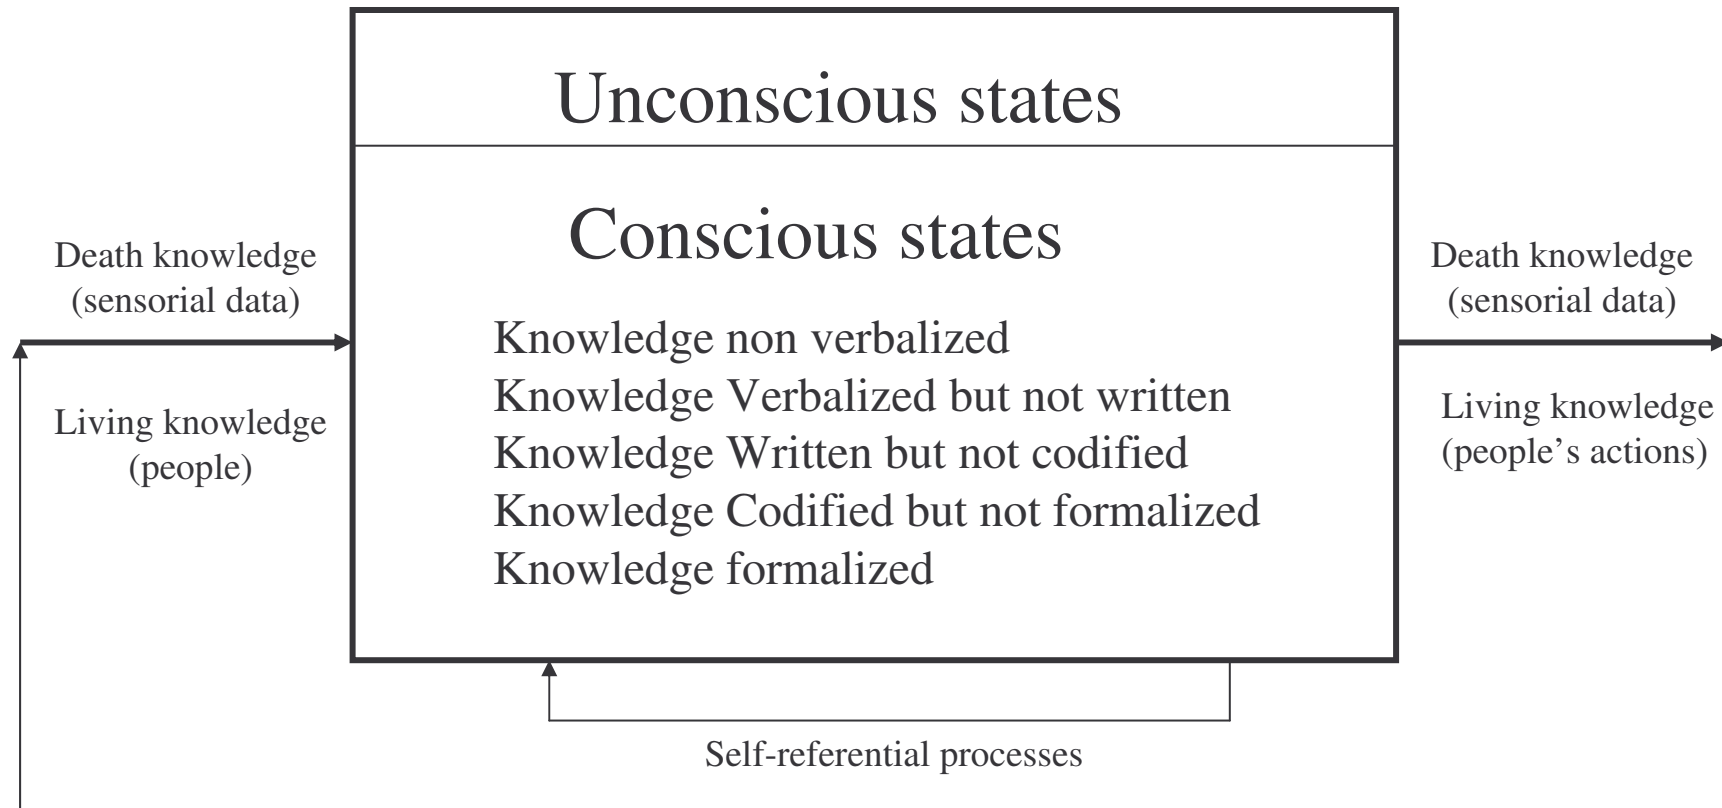 Unconscious states
Conscious states
Death knowledge
(sensorial data)
Living knowledge
(people)
Knowledge non verbalized
Knowledge Verbalized but not written
Knowledge Written but not codified
Knowledge Codified but not formalized
Knowledge formalized
Death knowledge
(sensorial data)
Living knowledge
(people’s actions)
Self-referential processes